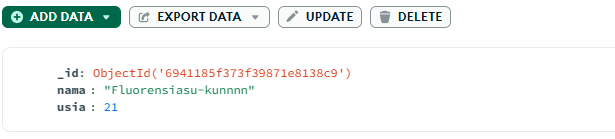 ADD DATA EXPORT DATA UPDATE DELETE
_id: ObjectId('6941185f373f39871e8138c9')
nama : "Fluorensiasu-kunnnn"
usia : 21